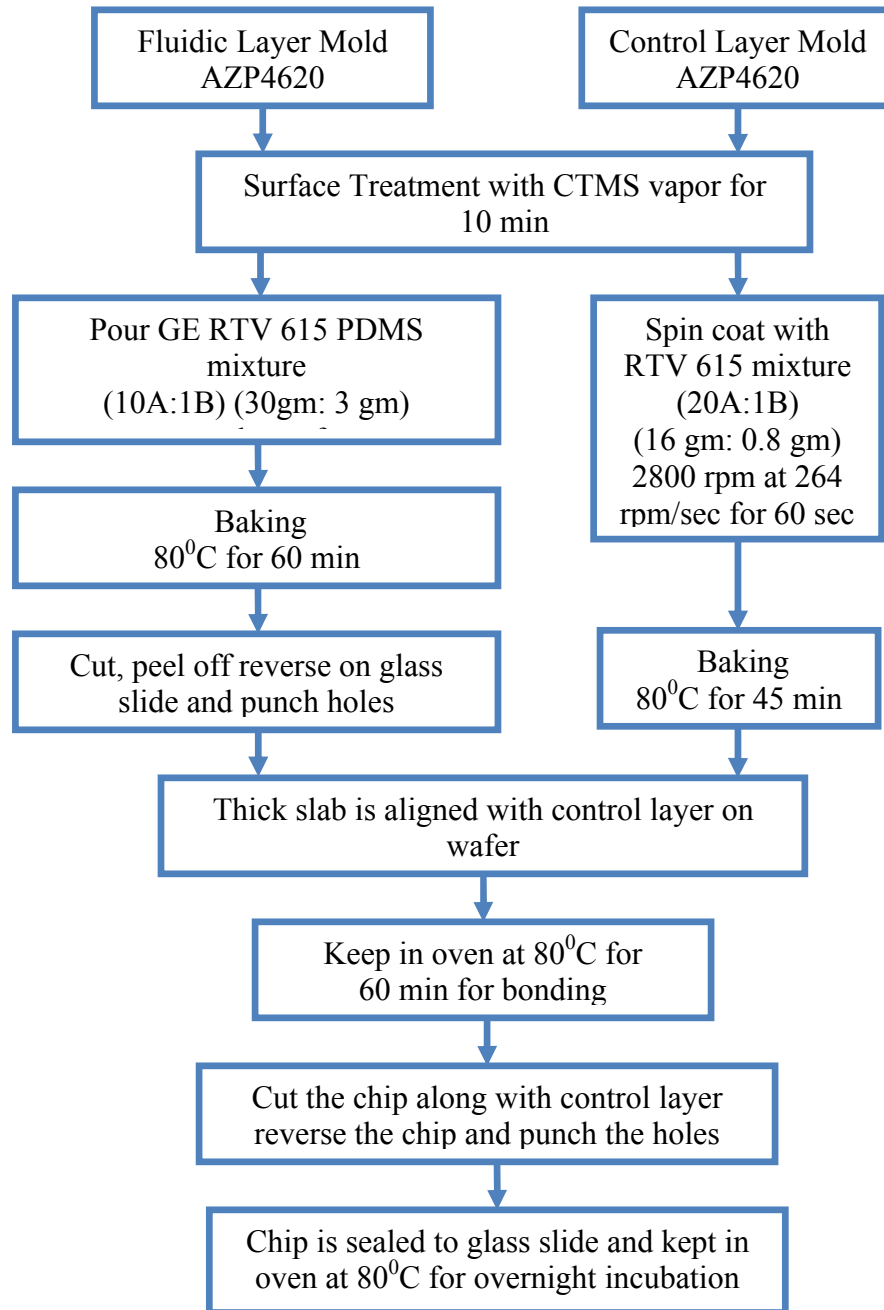 Fluidic Layer Mold
AZP4620
Control Layer Mold
AZP4620
Surface Treatment with CTMS vapor for
10 min
Pour GE RTV 615 PDMS
mixture
(10A:1B) (30gm: 3 gm)
Spin coat with
RTV 615 mixture
(20A:1B)
(16 gm: 0.8 gm)
2800 rpm at 264
rpm/sec for 60 sec
Baking
80⁰C for 60 min
Cut, peel off reverse on glass
slide and punch holes
Baking
80⁰C for 45 min
Thick slab is aligned with control layer on
wafer
Keep in oven at 80⁰C for
60 min for bonding
Cut the chip along with control layer
reverse the chip and punch the holes
Chip is sealed to glass slide and kept in
oven at 80⁰C for overnight incubation